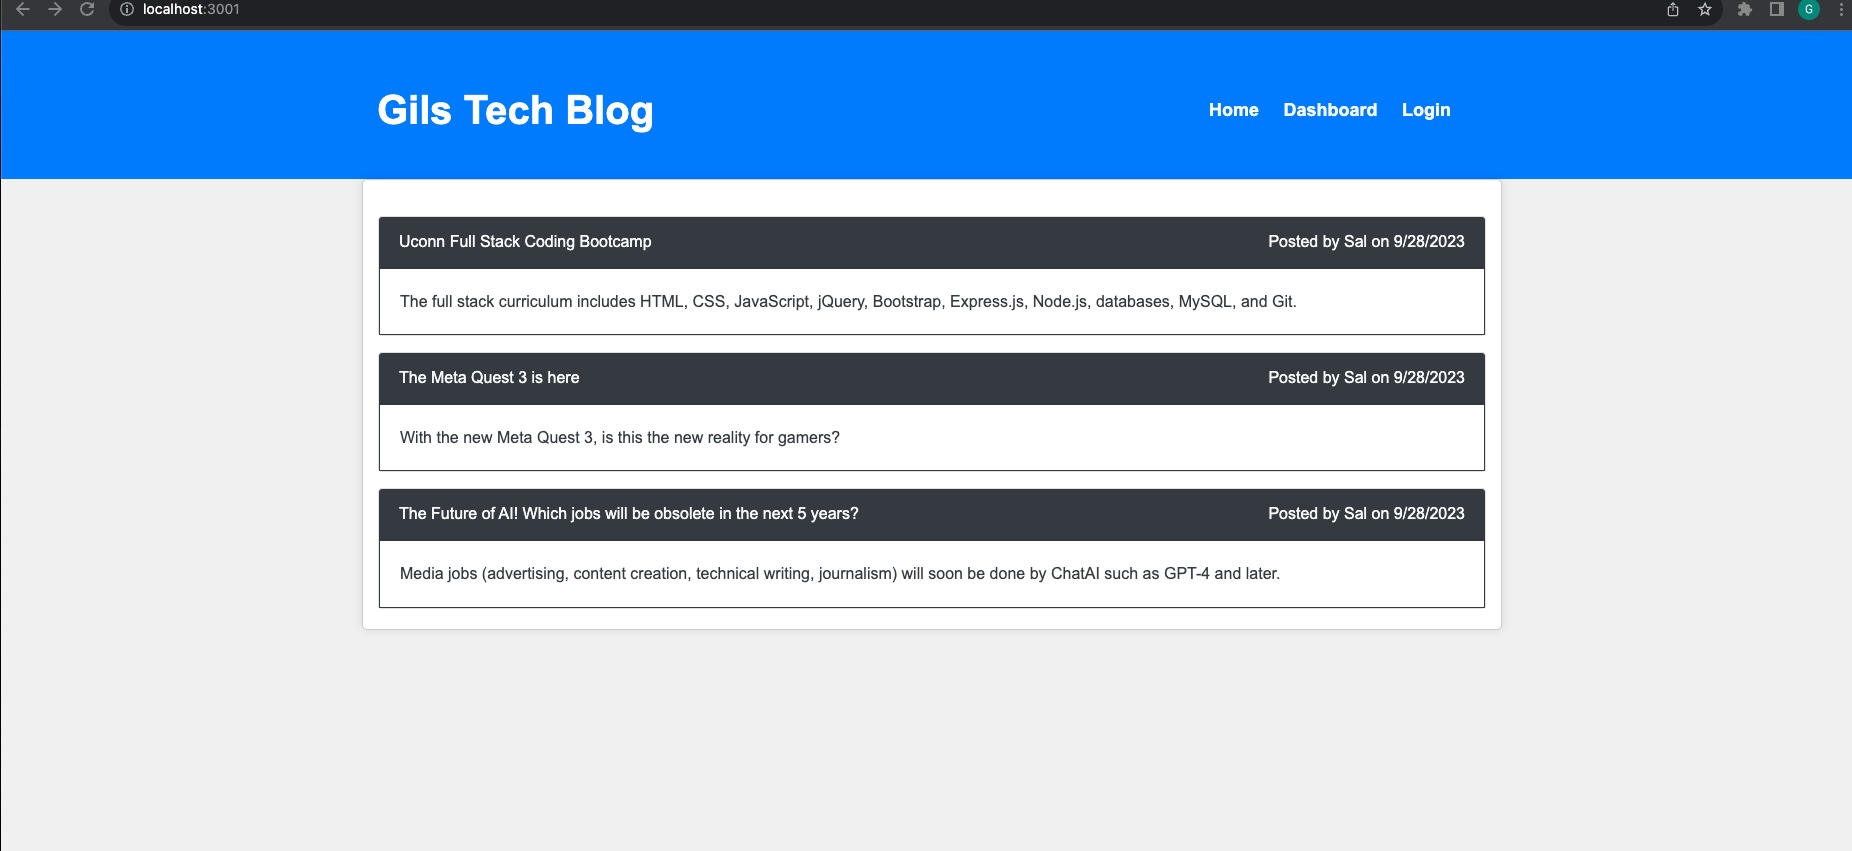 localhost:3001
G
Gils Tech Blog
Home Dashboard Login
Uconn Full Stack Coding Bootcamp Posted by Sal on 9/28/2023
The full stack curriculum includes HTML, CSS, JavaScript, jQuery, Bootstrap, Express.js, Node.js, databases, MySQL, and Git.
The Meta Quest 3 is here Posted by Sal on 9/28/2023
With the new Meta Quest 3, is this the new reality for gamers?
The Future of AI! Which jobs will be obsolete in the next 5 years? Posted by Sal on 9/28/2023
Media jobs (advertising, content creation, technical writing, journalism) will soon be done by ChatAI such as GPT-4 and later.